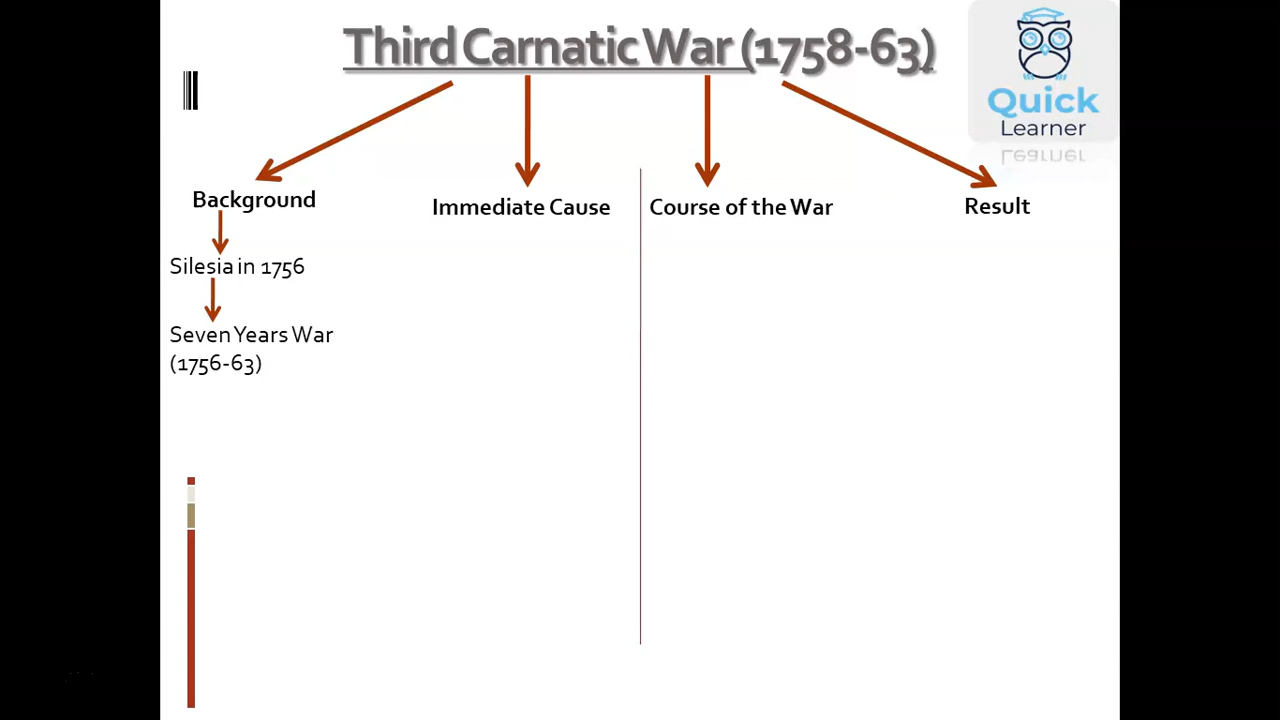 Third Carnatic War (1758-63)
Quick
Learner
Background
Immediate Cause
Course of the War
Result
Silesia in 1756
Seven Years War
(1756-63)